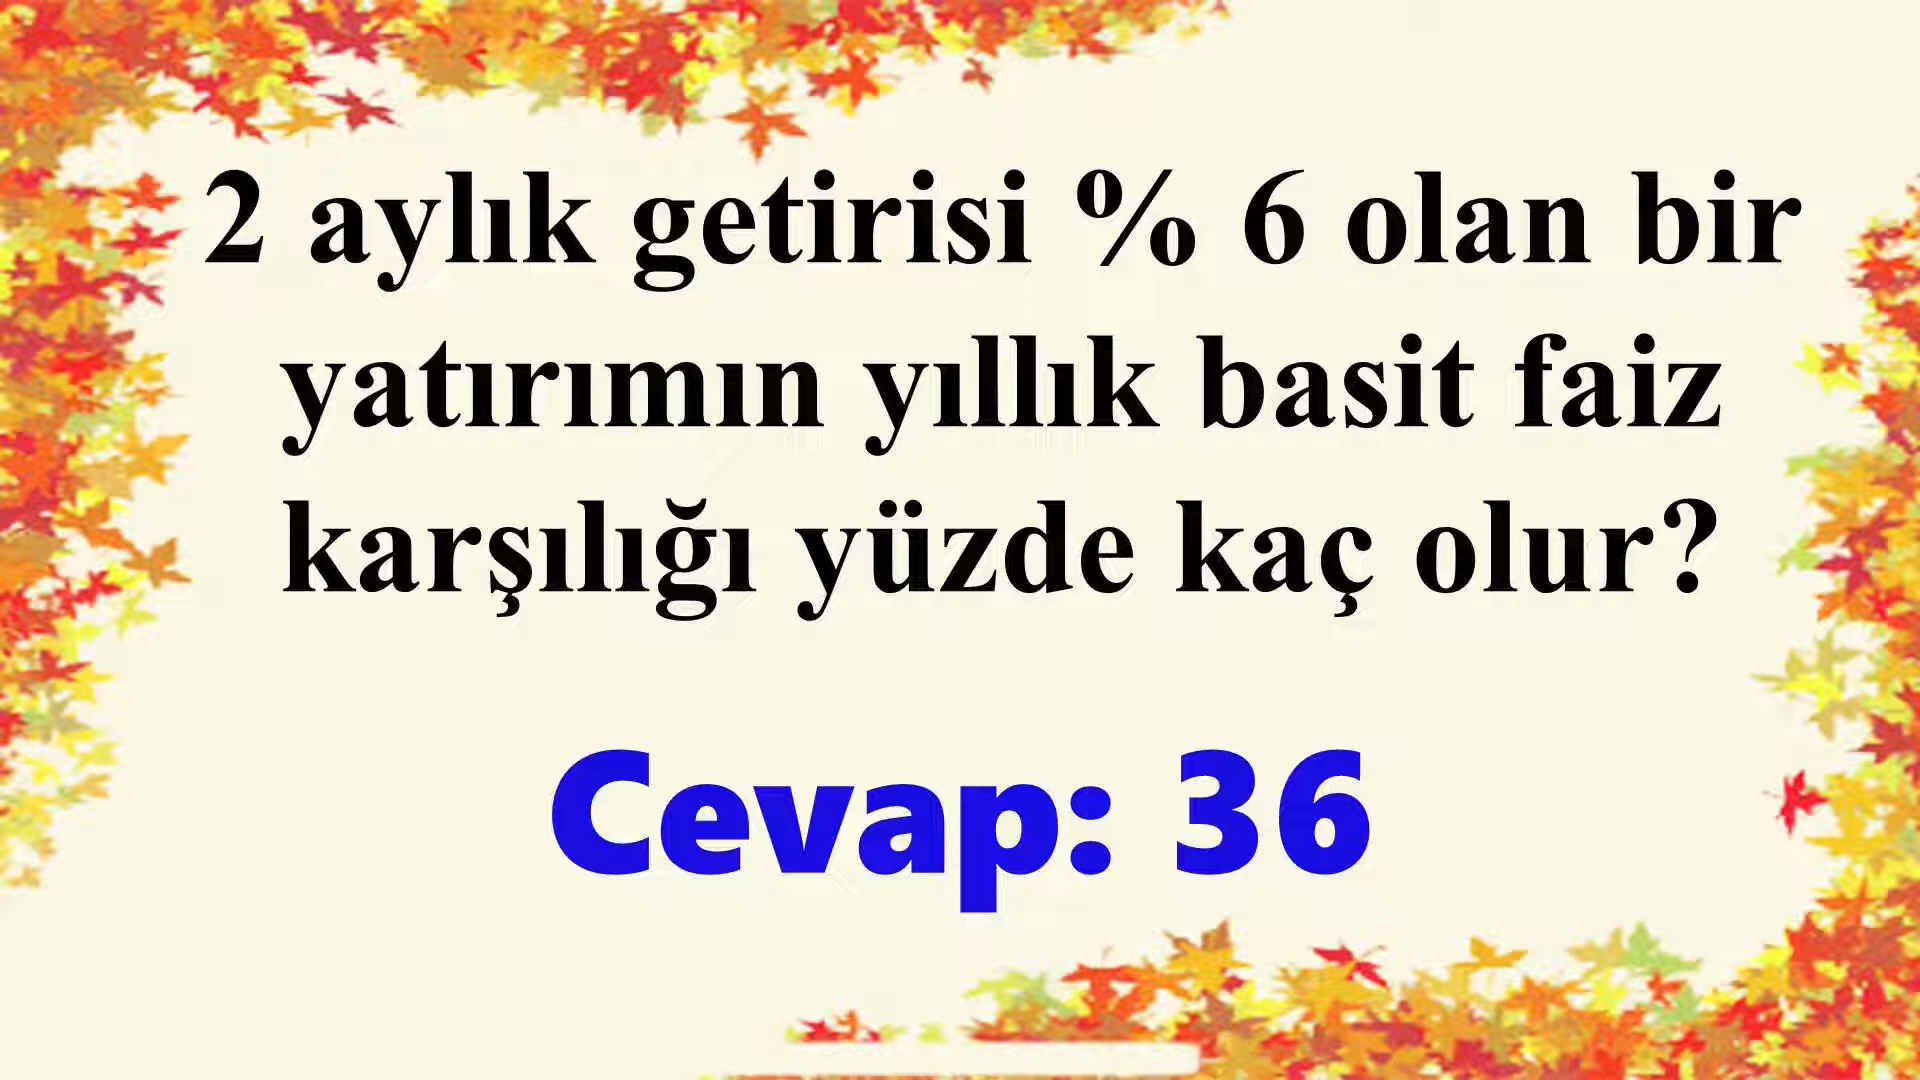 2 aylık getirisi % 6 olan bir
yatırımın yıllık basit faiz
karşılığı yüzde kaç olur?
Cevap: 36